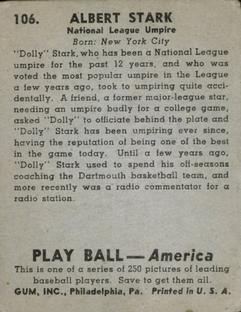 106. ALBERT STARK
National League Umpire
Born: New York City
"Dolly" Stark, who has been a National League
umpire for the past 12 years, and who was
voted the most popular umpire in the League
a few years ago, took to umpiring quite acci-
dentally. A friend, a former major-league star,
needing an umpire badly for a college game,
asked "Dolly" to officiate behind the plate and
"Dolly" Stark has been umpiring ever since,
having the reputation of being one of the best
in the game today. Until a few years ago,
"Dolly" Stark used to spend his off-seasons
coaching the Dartmouth basketball team, and
more recently was a radio commentator for a
radio station.
PLAY BALL—America
This is one of a series of 250 pictures of leading
baseball players. Save to get them all.
GUM, INC., Philadelphia, Pa. Printed in U. S. A.